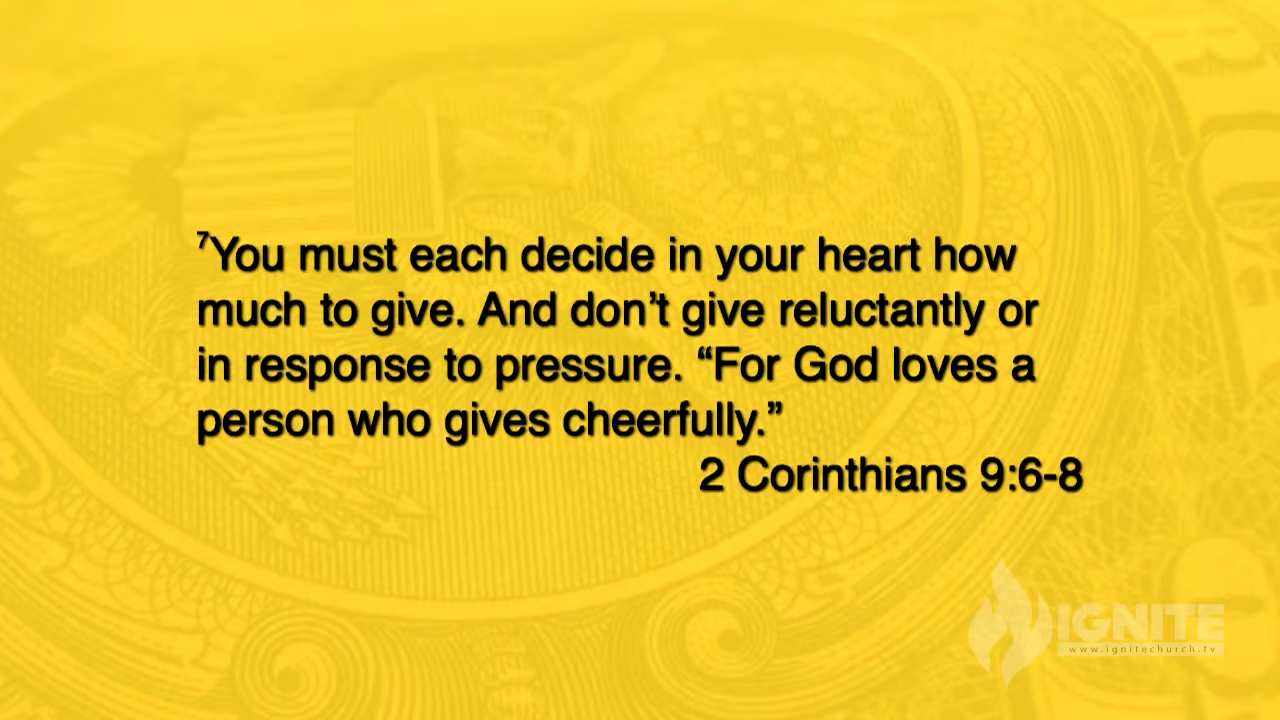 ⁷You must each decide in your heart how
much to give. And don’t give reluctantly or
in response to pressure. “For God loves a
person who gives cheerfully.”
2 Corinthians 9:6-8
IGNITE
www.ignitechurch.tv